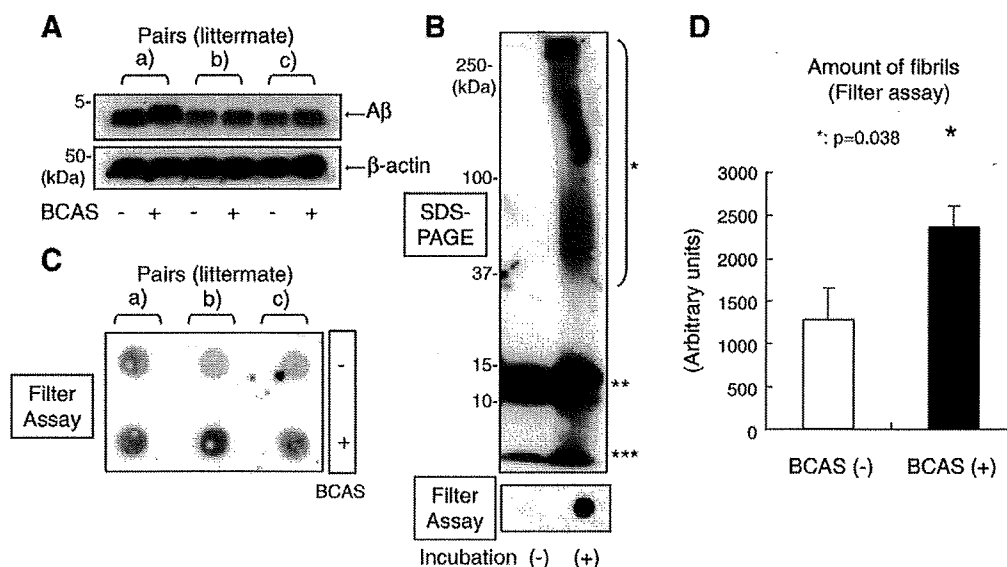 A
Pairs (littermate)
a) b) c)
5-
←Aβ
50-
(kDa)
←β-actin
BCAS - + - + - +
B
250-
(kDa)
*
100-
SDS-
PAGE
37-
15-
**
10-
***
Filter
Assay
Incubation (-) (+)
C
Pairs (littermate)
a) b) c)
Filter
Assay
-
+
BCAS
D
Amount of fibrils
(Filter assay)
*: p=0.038 *
(Arbitrary units)
3000
2500
2000
1500
1000
500
0
BCAS (-) BCAS (+)